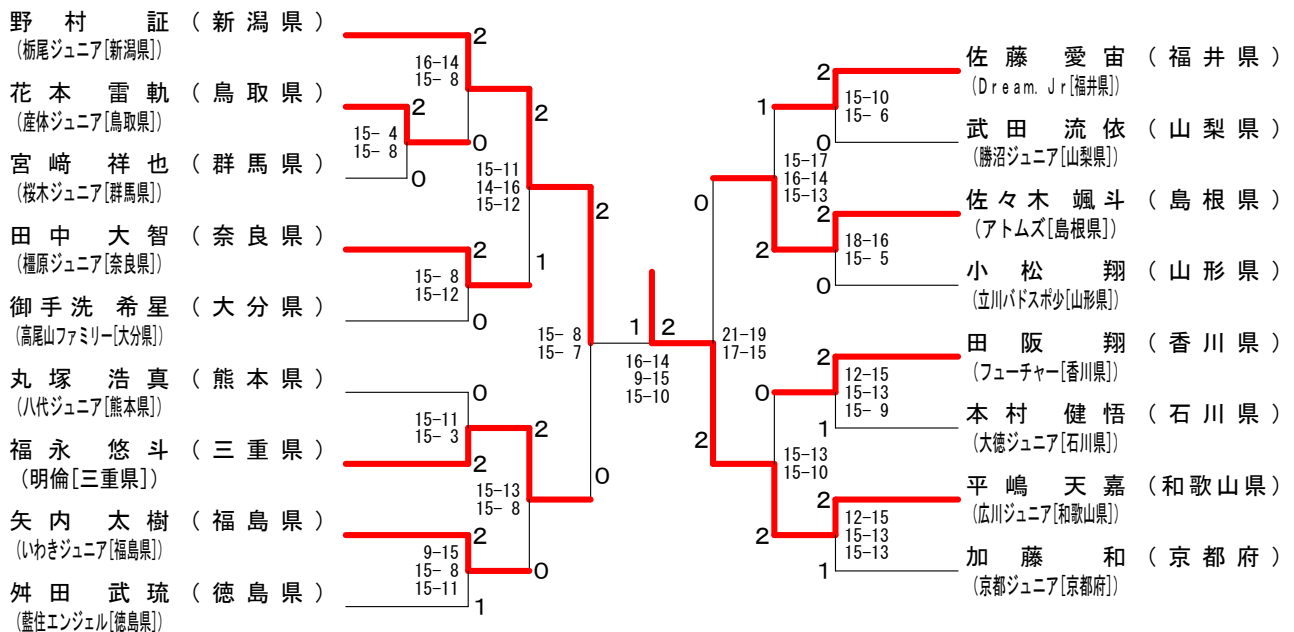 野村 証 (新潟県)
(栃尾ジュニア[新潟県])
花本 雷軌 (鳥取県)
(産体ジュニア[鳥取県])
宮﨑 祥也 (群馬県)
(桜木ジュニア[群馬県])
田中 大智 (奈良県)
(橿原ジュニア[奈良県])
御手洗 希星 (大分県)
(高尾山ファミリー[大分県])
丸塚 浩真 (熊本県)
(八代ジュニア[熊本県])
福永 悠斗 (三重県)
(明倫[三重県])
矢内 太樹 (福島県)
(いわきジュニア[福島県])
舛田 武琉 (徳島県)
(藍住エンジェル[徳島県])
2
16-14
15- 8
0
2
15- 4
15- 8
0
2
15-11
14-16
15-12
1
2
15- 8
15-12
0
2
15- 8
15- 7
0
0
15-11
15- 3
2
2
15-13
15- 8
0
2
9-15
15- 8
15-11
1
1
2
16-14
9-15
15-10
0
21-19
17-15
2
1
15-17
16-14
15-13
2
2
15-10
15- 6
0
2
18-16
15- 5
0
0
15-13
15-10
2
2
12-15
15-13
15- 9
1
2
12-15
15-13
15-13
1
佐藤 愛宙 (福井県)
(Dream. Jr[福井県])
武田 流依 (山梨県)
(勝沼ジュニア[山梨県])
佐々木 颯斗 (島根県)
(アトムズ[島根県])
小松 翔 (山形県)
(立川バドスポ少[山形県])
田阪 翔 (香川県)
(フューチャー[香川県])
本村 健悟 (石川県)
(大徳ジュニア[石川県])
平嶋 天嘉 (和歌山県)
(広川ジュニア[和歌山県])
加藤 和 (京都府)
(京都ジュニア[京都府])